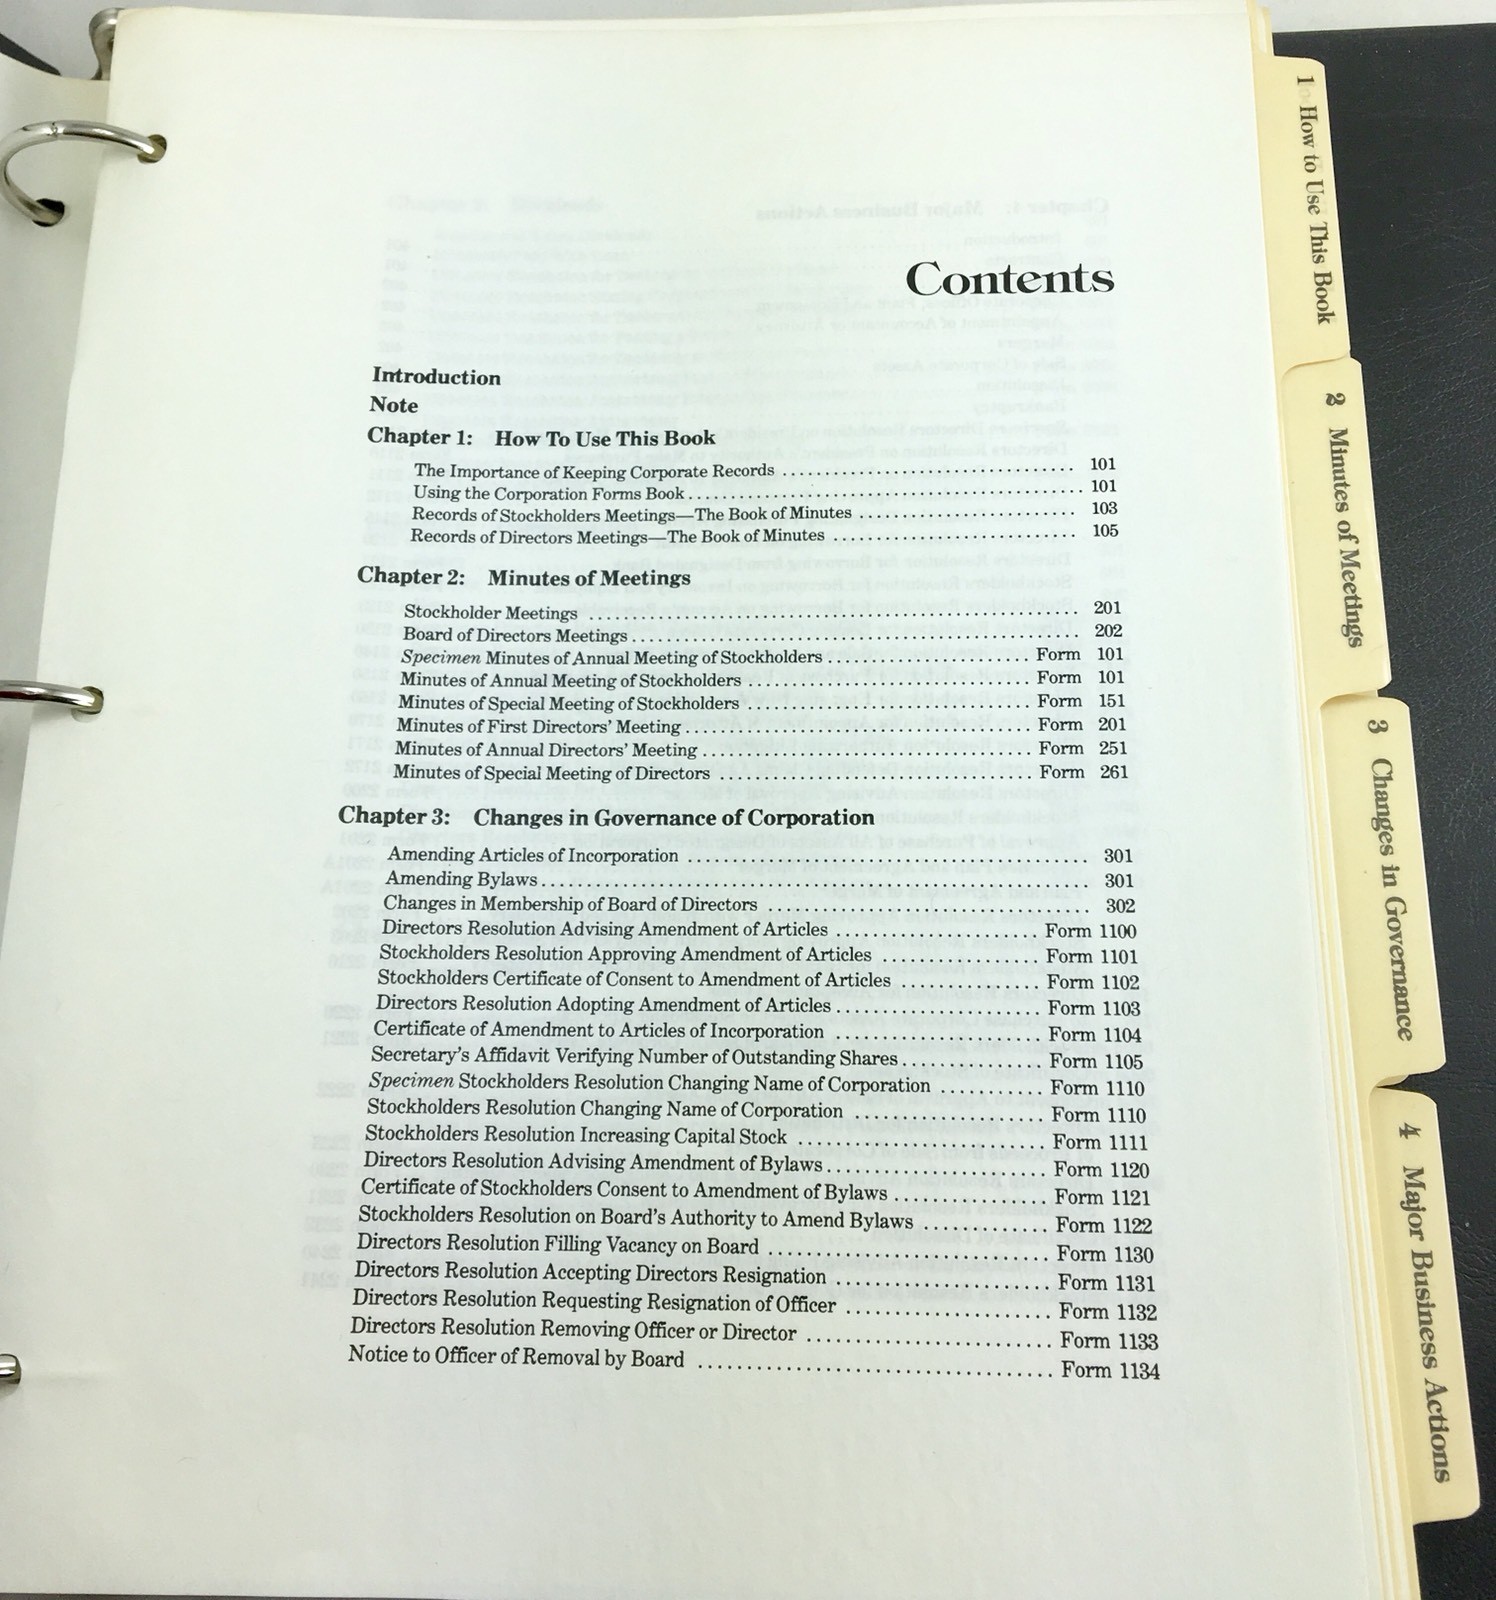 Contents
Introduction
Note
Chapter 1: How To Use This Book
The Importance of Keeping Corporate Records .................................. 101
Using the Corporation Forms Book............................................... 101
Records of Stockholders Meetings—The Book of Minutes ......................... 103
Records of Directors Meetings—The Book of Minutes ............................ 105
Chapter 2: Minutes of Meetings
Stockholder Meetings .......................................................... 201
Board of Directors Meetings.................................................... 202
Specimen Minutes of Annual Meeting of Stockholders......................... Form 101
Minutes of Annual Meeting of Stockholders ................................... Form 101
Minutes of Special Meeting of Stockholders ................................... Form 151
Minutes of First Directors' Meeting........................................... Form 201
Minutes of Annual Directors' Meeting......................................... Form 251
Minutes of Special Meeting of Directors ...................................... Form 261
Chapter 3: Changes in Governance of Corporation
Amending Articles of Incorporation ............................................. 301
Amending Bylaws................................................................ 301
Changes in Membership of Board of Directors .................................. 302
Directors Resolution Advising Amendment of Articles ....................... Form 1100
Stockholders Resolution Approving Amendment of Articles ................. Form 1101
Stockholders Certificate of Consent to Amendment of Articles ............... Form 1102
Directors Resolution Adopting Amendment of Articles....................... Form 1103
Certificate of Amendment to Articles of Incorporation ....................... Form 1104
Secretary's Affidavit Verifying Number of Outstanding Shares............... Form 1105
Specimen Stockholders Resolution Changing Name of Corporation ........... Form 1110
Stockholders Resolution Changing Name of Corporation ..................... Form 1110
Stockholders Resolution Increasing Capital Stock ............................ Form 1111
Directors Resolution Advising Amendment of Bylaws........................ Form 1120
Certificate of Stockholders Consent to Amendment of Bylaws................. Form 1121
Stockholders Resolution on Board's Authority to Amend Bylaws ............. Form 1122
Directors Resolution Filling Vacancy on Board ............................... Form 1130
Directors Resolution Accepting Directors Resignation ........................ Form 1131
Directors Resolution Requesting Resignation of Officer ...................... Form 1132
Directors Resolution Removing Officer or Director ........................... Form 1133
Notice to Officer of Removal by Board ....................................... Form 1134
1 How to Use This Book
2 Minutes of Meetings
3 Changes in Governance
4 Major Business Actions